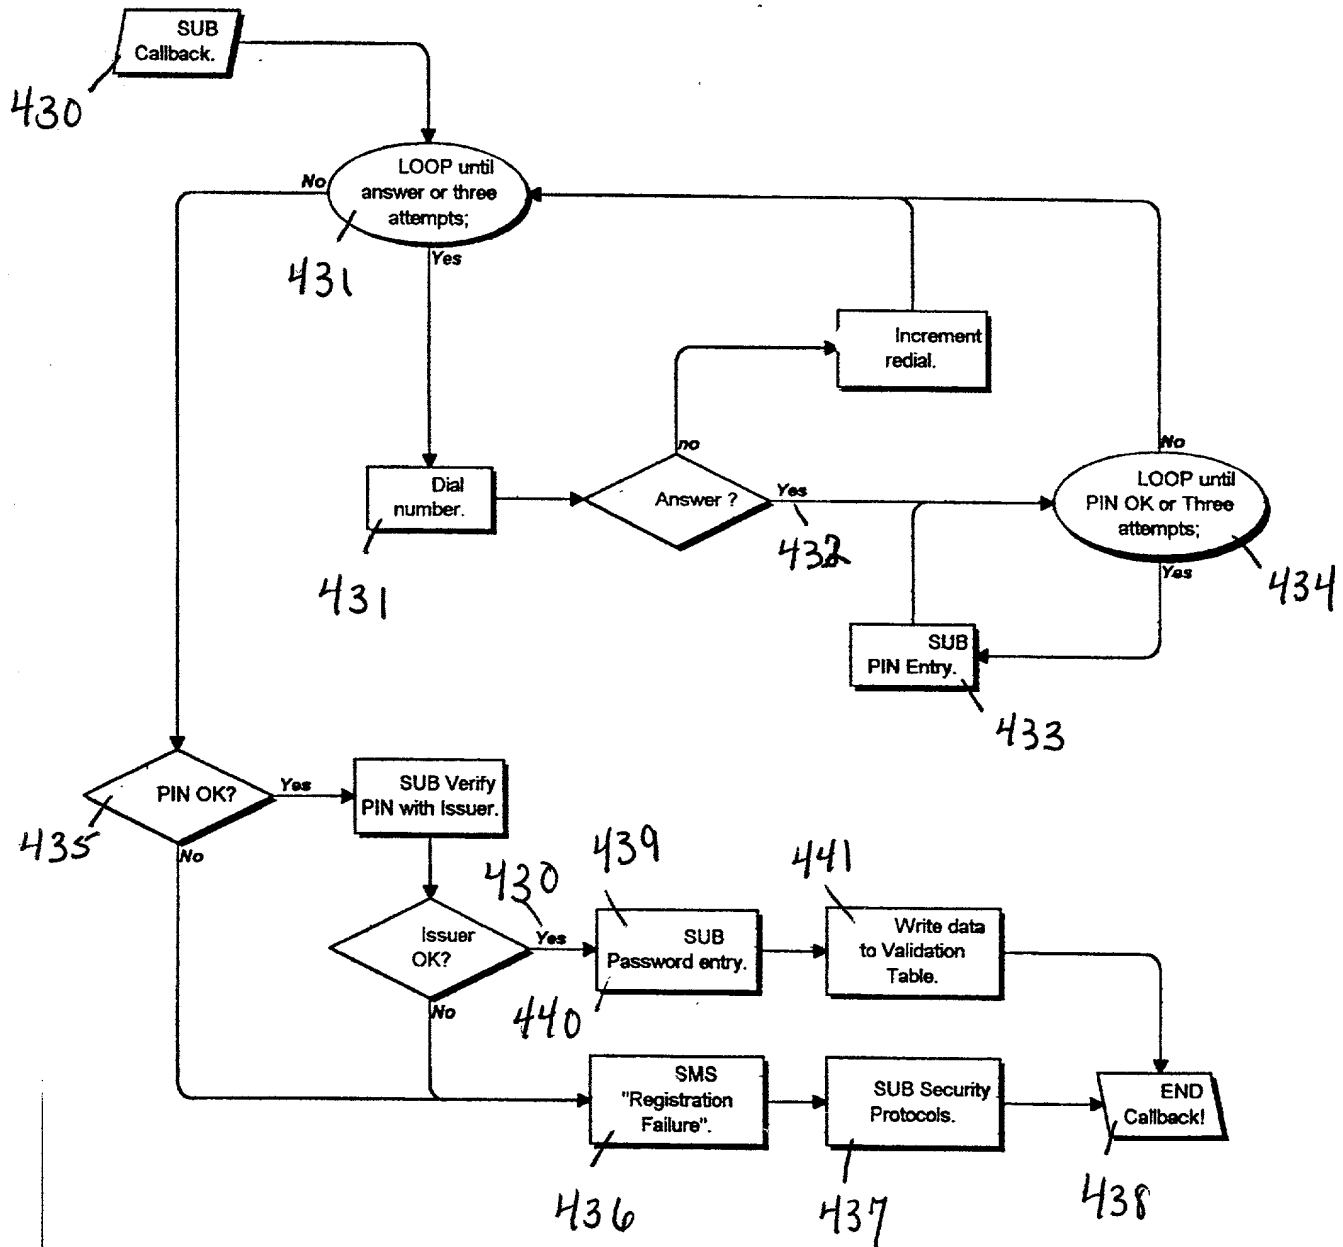 SUB
Callback.
430
LOOP until
answer or three
attempts;
No
Yes
431
Increment
redial.
no
Dial
number.
431
Answer ?
Yes
432
No
LOOP until
PIN OK or Three
attempts;
Yes
434
SUB
PIN Entry.
433
PIN OK?
Yes
No
435
SUB Verify
PIN with Issuer.
Issuer
OK?
430
Yes
No
439
SUB
Password entry.
440
441
Write data
to Validation
Table.
SMS
"Registration
Failure".
436
SUB Security
Protocols.
437
END
Callback!
438